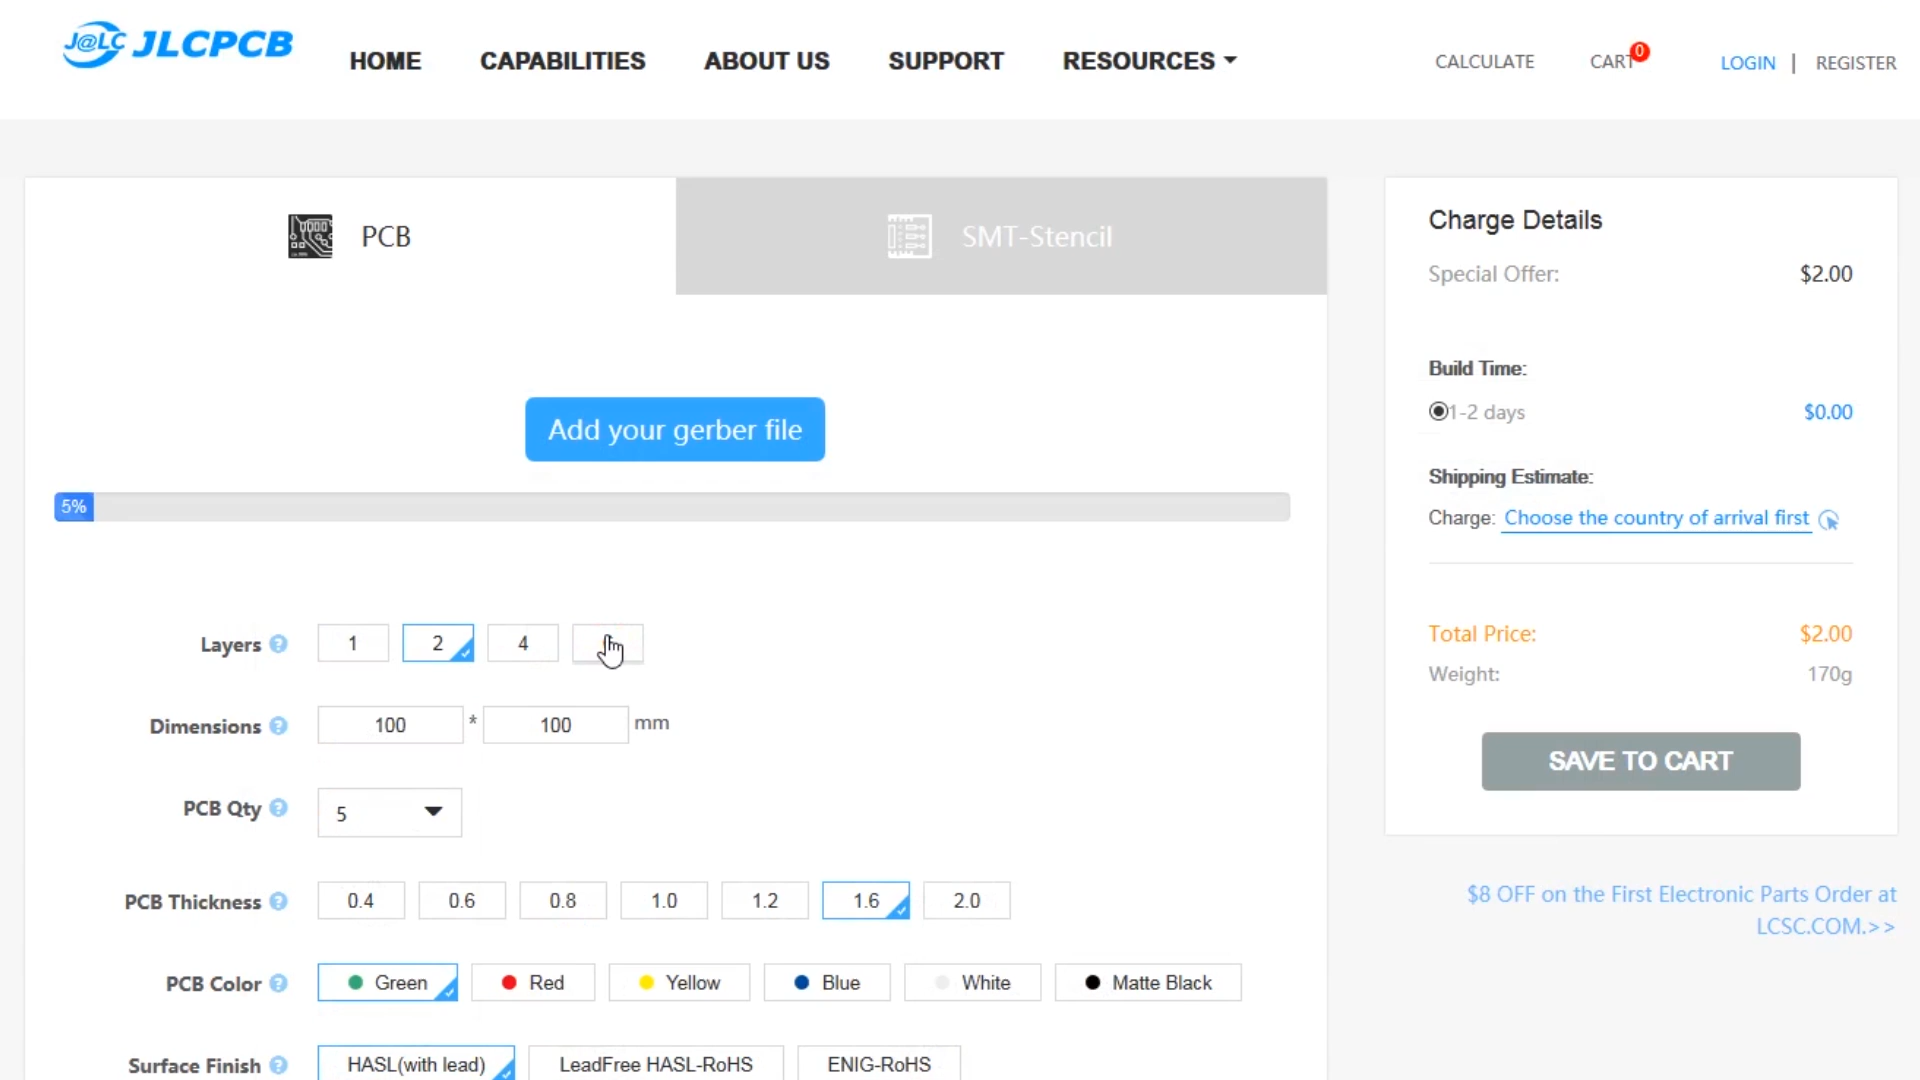 J@LC JLCPCB
HOME CAPABILITIES ABOUT US SUPPORT RESOURCES
CALCULATE CART 0 LOGIN | REGISTER
PCB
SMT-Stencil
Add your gerber file
5%
Layers ? 1 2 4
Dimensions ? 100 * 100 mm
PCB Qty ? 5
PCB Thickness ? 0.4 0.6 0.8 1.0 1.2 1.6 2.0
PCB Color ? Green Red Yellow Blue White Matte Black
Surface Finish ? HASL(with lead) LeadFree HASL-RoHS ENIG-RoHS
Charge Details
Special Offer: $2.00
Build Time:
1-2 days $0.00
Shipping Estimate:
Charge: Choose the country of arrival first
Total Price: $2.00
Weight: 170g
SAVE TO CART
$8 OFF on the First Electronic Parts Order at
LCSC.COM.>>